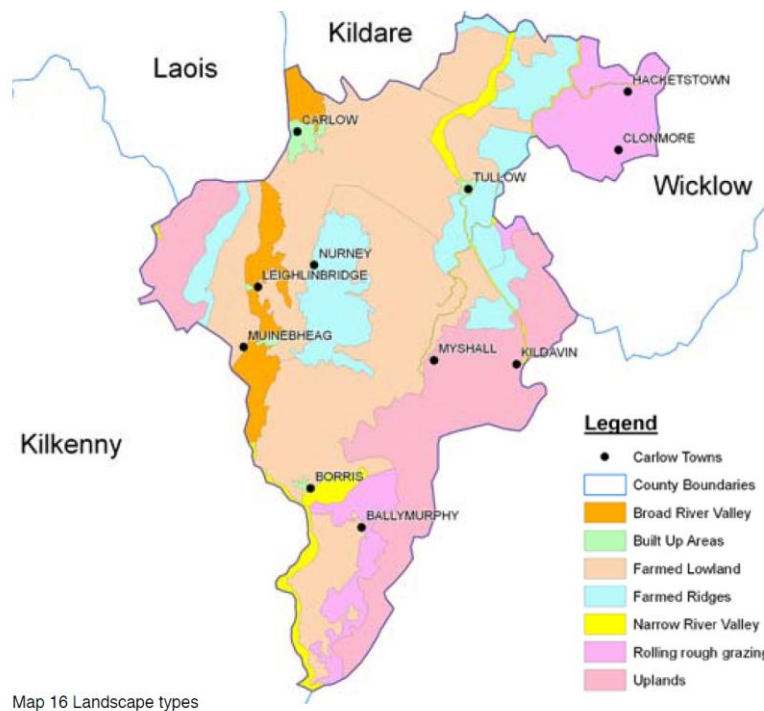 Kildare
Laois
HACKETSTOWN
CARLOW
CLONMORE
TULLOW
Wicklow
NURNEY
LEIGHLINBRIDGE
MUINEBHEAG
MYSHALL
KILDAVIN
Kilkenny
BORRIS
BALLYMURPHY
Legend
Carlow Towns
County Boundaries
Broad River Valley
Built Up Areas
Farmed Lowland
Farmed Ridges
Narrow River Valley
Rolling rough grazing
Uplands
Map 16 Landscape types